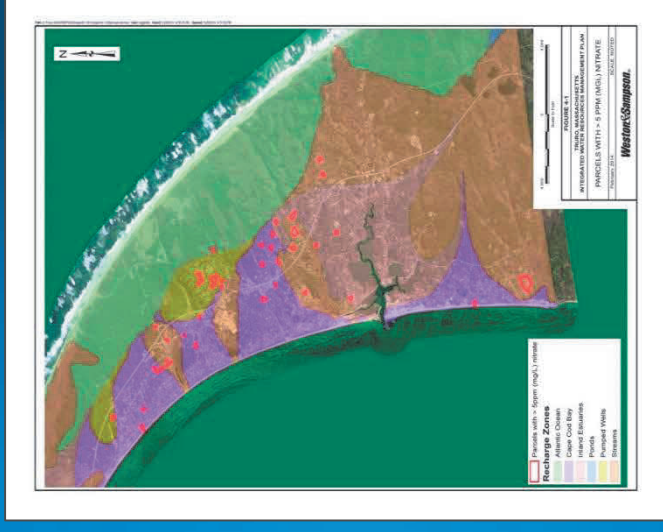 N
FIGURE 4-1
TRURO, MASSACHUSETTS
INTEGRATED WATER RESOURCES MANAGEMENT PLAN
PARCELS WITH > 5 PPM (MG/L) NITRATE
February 2014
SCALE: NOTED
Weston&Sampson
Parcels with > 5ppm (mg/L) nitrate
Recharge Zones
Atlantic Ocean
Cape Cod Bay
Inland Estuaries
Ponds
Pumped Wells
Streams